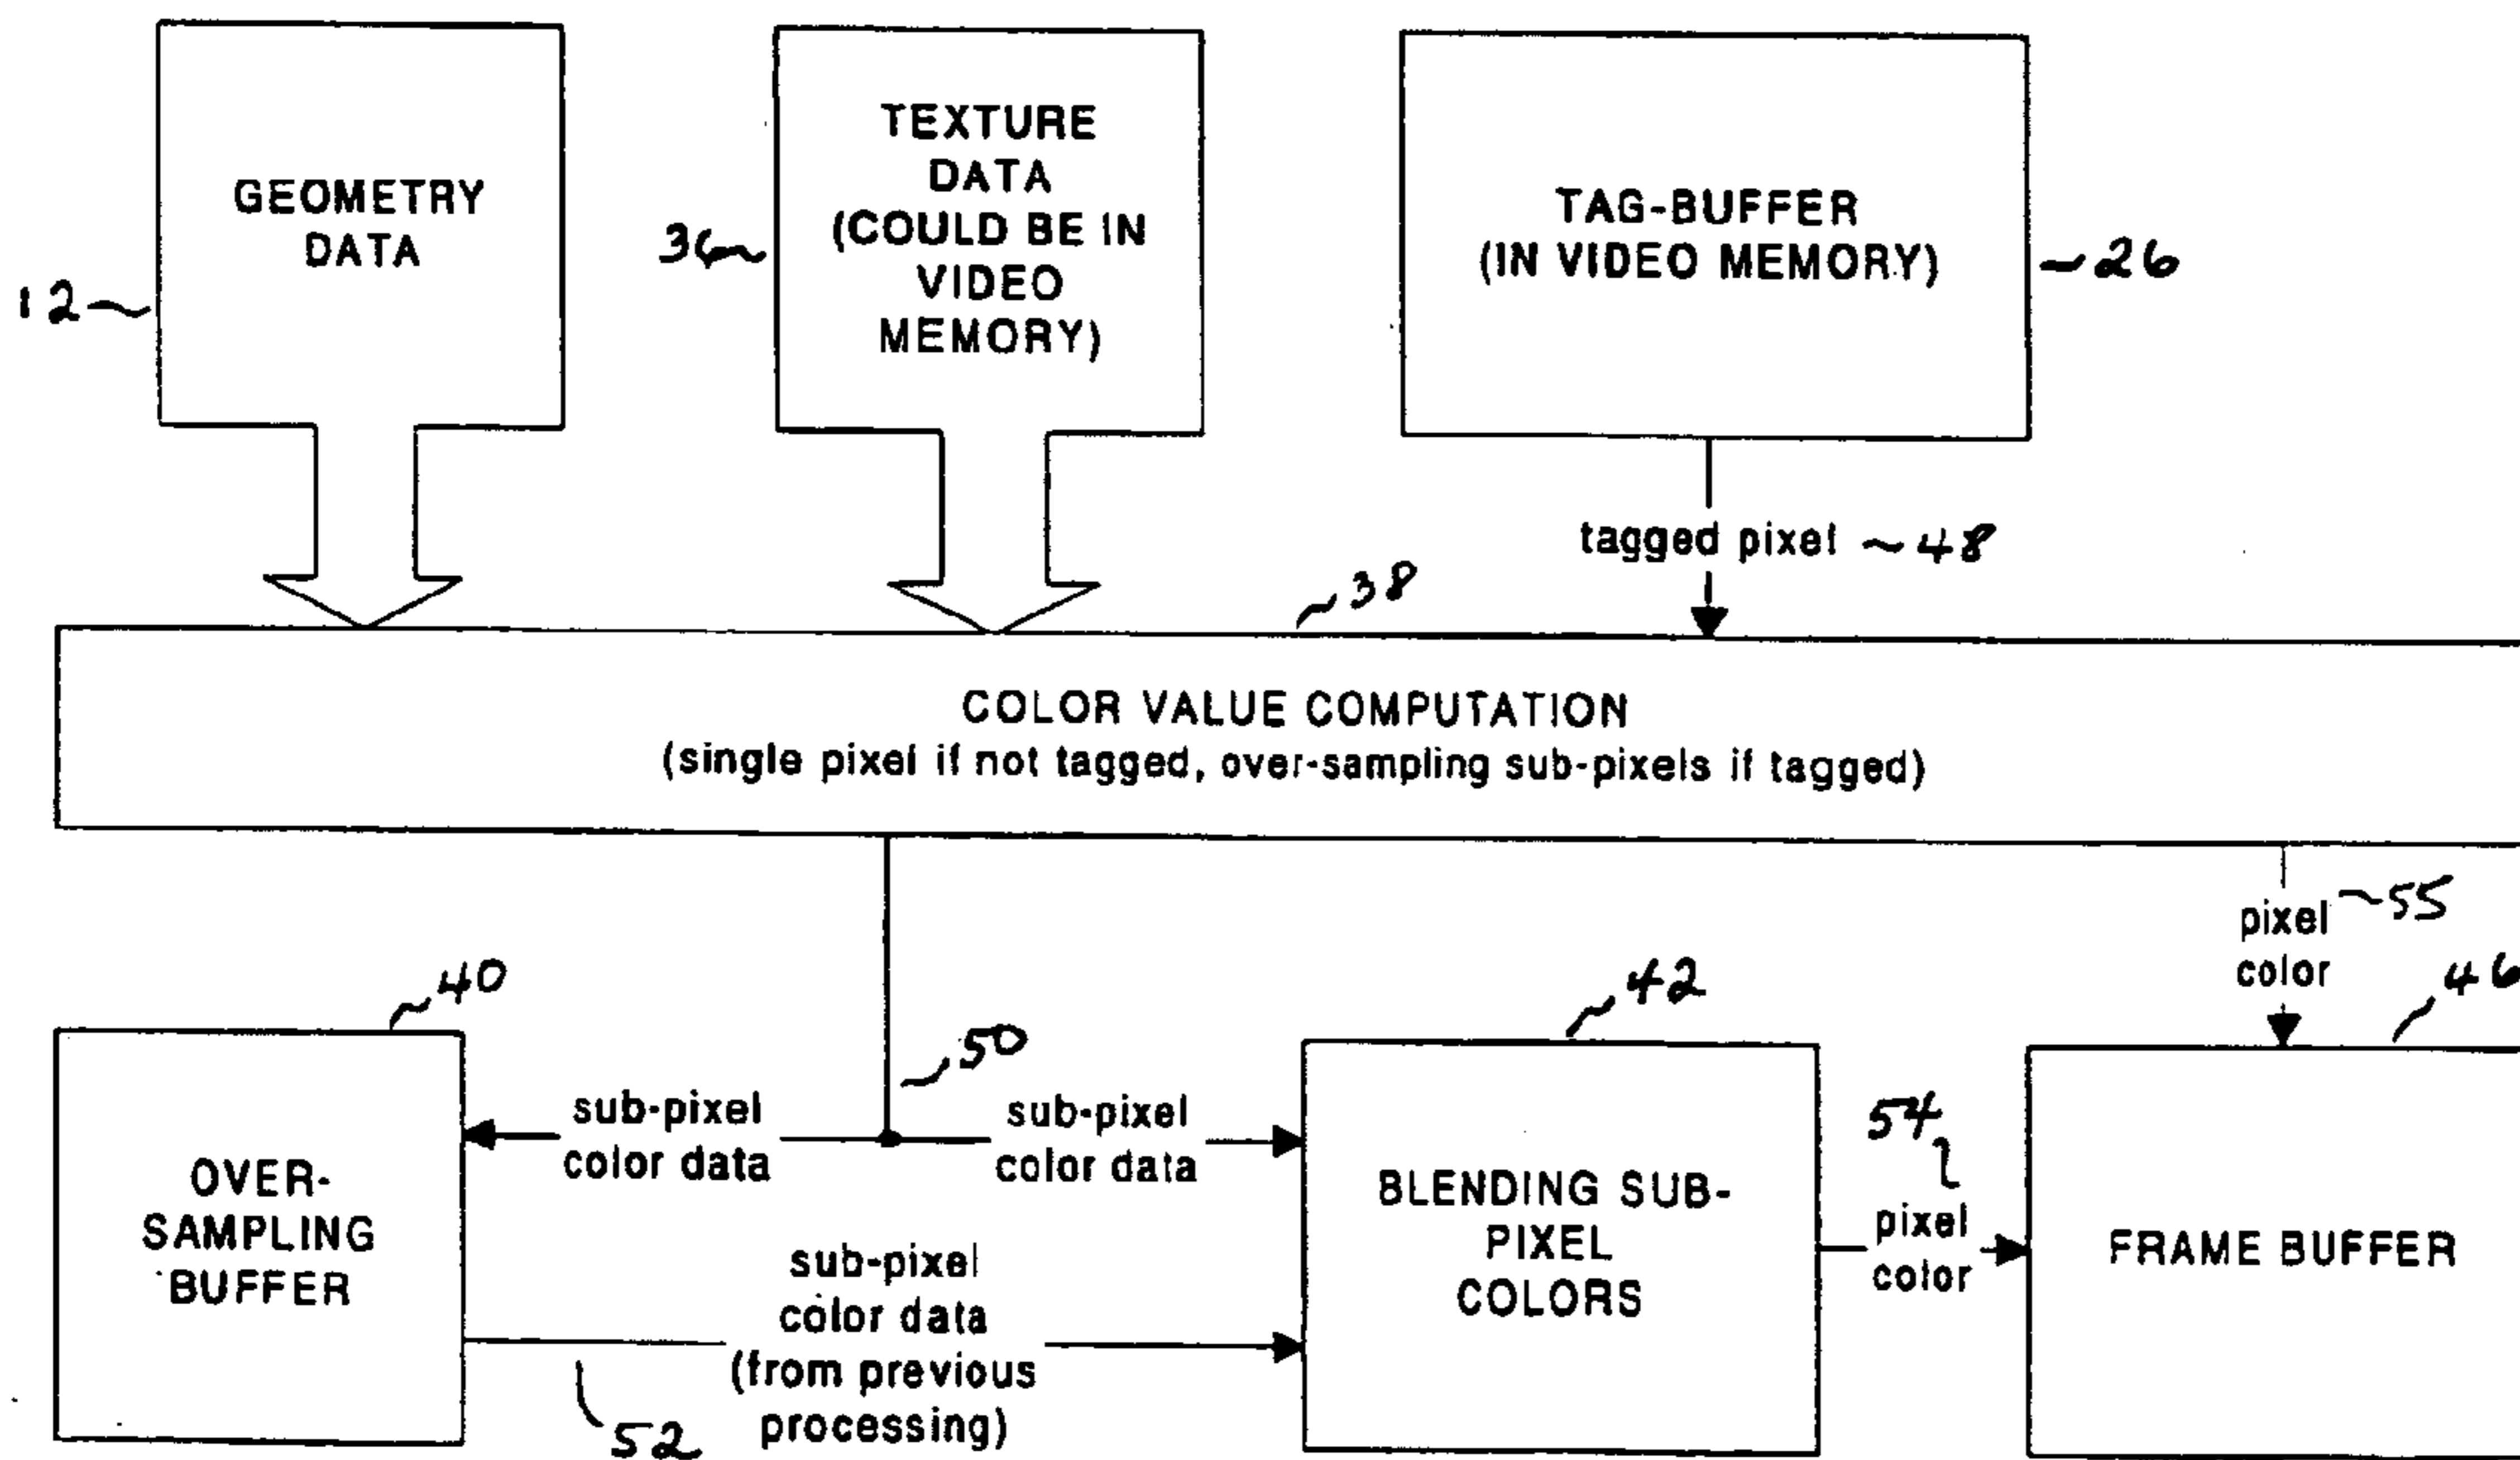 GEOMETRY
DATA
12
TEXTURE
DATA
(COULD BE IN
VIDEO
MEMORY)
36
TAG-BUFFER
(IN VIDEO MEMORY)
26
tagged pixel 48
38
COLOR VALUE COMPUTATION
(single pixel if not tagged, over-sampling sub-pixels if tagged)
55
pixel
color
40
42
46
50
OVER-
SAMPLING
BUFFER
sub-pixel
color data
sub-pixel
color data
sub-pixel
color data
(from previous
processing)
52
BLENDING SUB-
PIXEL
COLORS
54
pixel
color
FRAME BUFFER